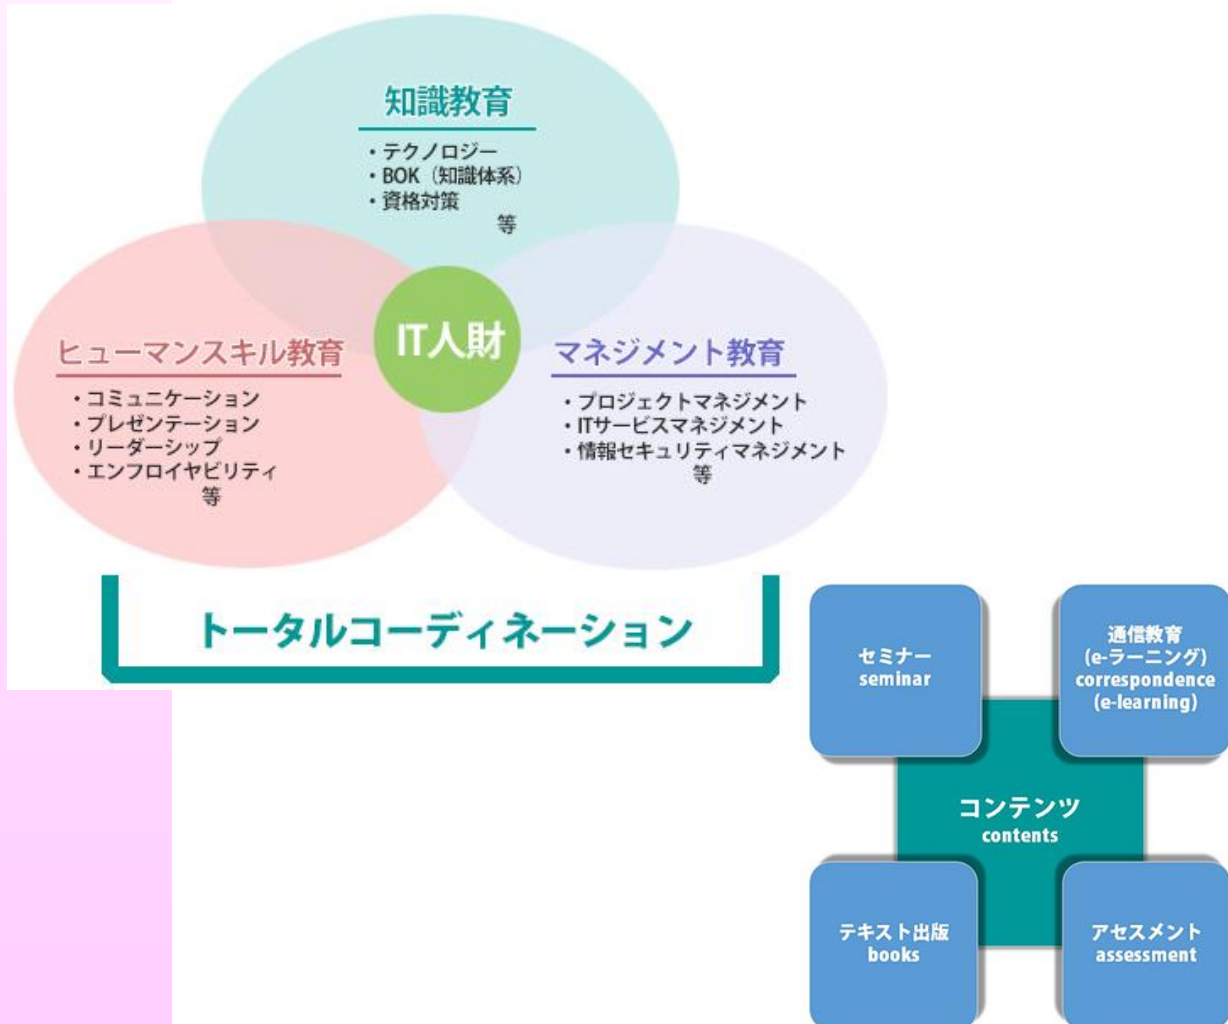 知識教育
・テクノロジー
・BOK（知識体系）
・資格対策
等
IT人財
ヒューマンスキル教育
・コミュニケーション
・プレゼンテーション
・リーダーシップ
・エンフロイヤビリティ
等
マネジメント教育
・プロジェクトマネジメント
・ITサービスマネジメント
・情報セキュリティマネジメント
等
トータルコーディネーション
セミナー
seminar
通信教育
(e-ラーニング)
correspondence
(e-learning)
コンテンツ
contents
テキスト出版
books
アセスメント
assessment